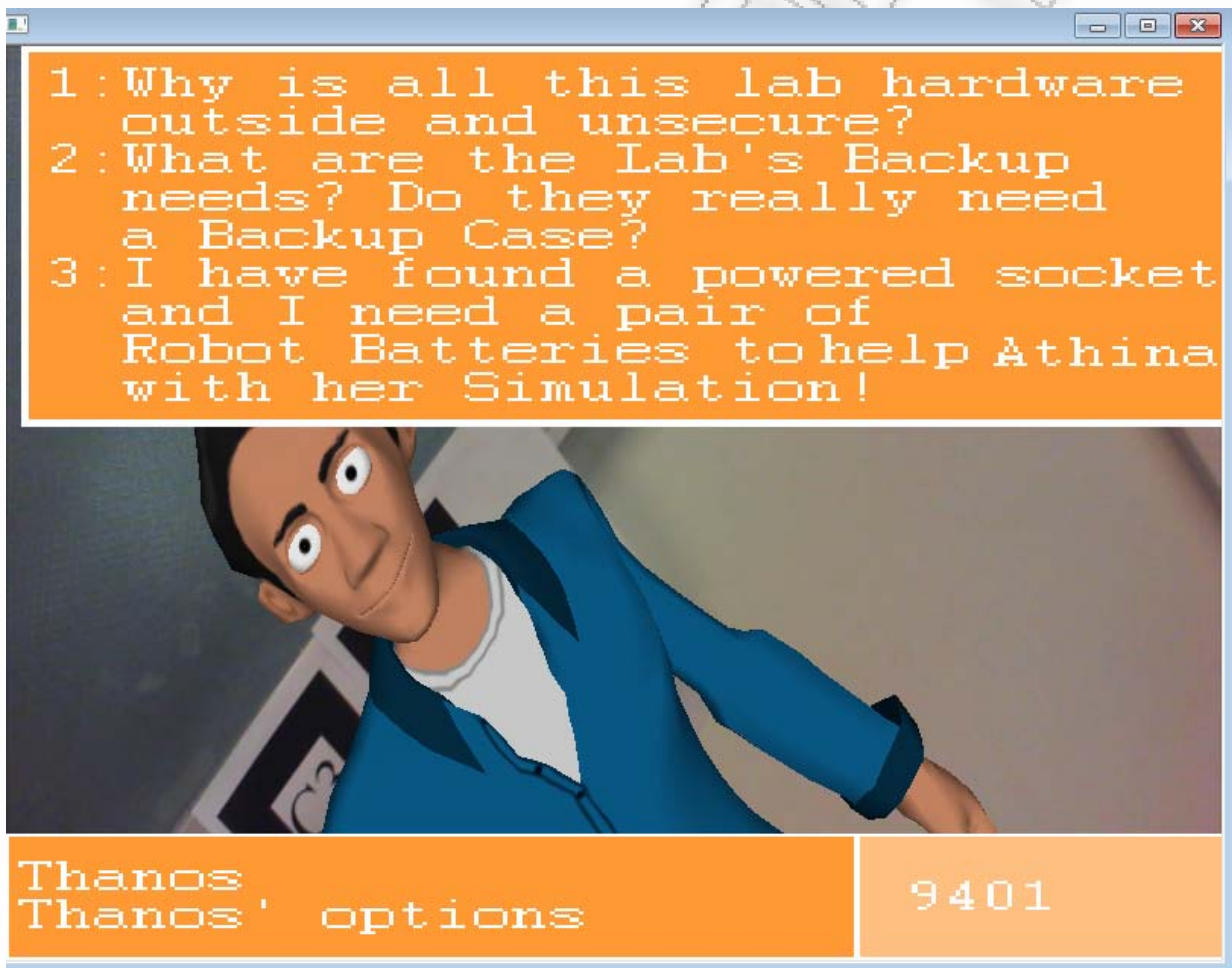 1:Why is all this lab hardware
outside and unsecure?
2:What are the Lab's Backup
needs? Do they really need
a Backup Case?
3:I have found a powered socket
and I need a pair of
Robot Batteries to help Athina
with her Simulation!
C3
Thanos
Thanos' options
9401